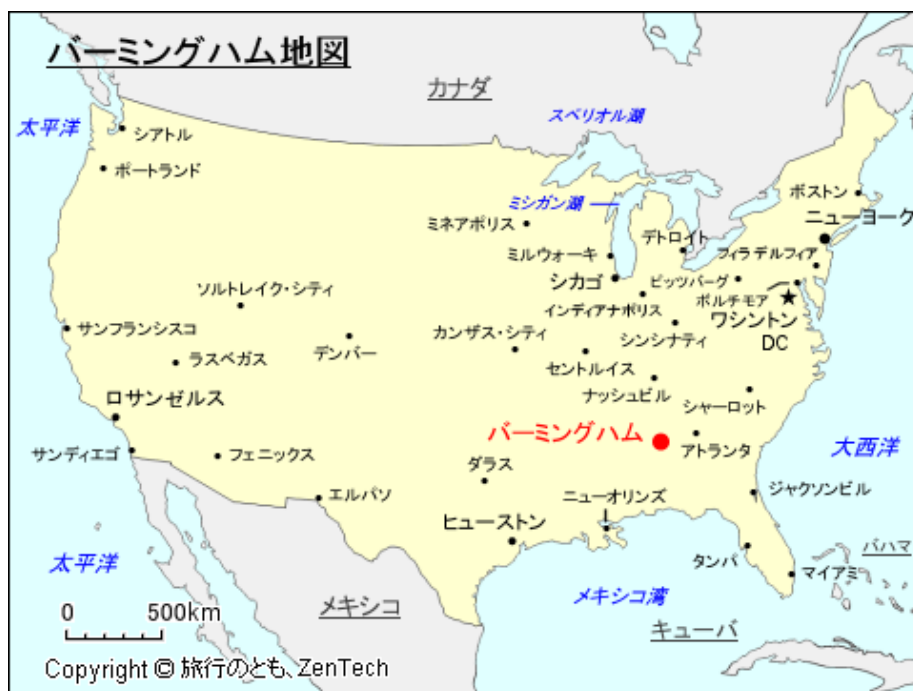 バーミングハム地図
カナダ
スペリオル湖
太平洋
シアトル
ポートランド
ミシガン湖
ボストン
ミネアポリス
ニューヨーク
デトロイト
ミルウォーキ
フィラデルフィア
シカゴ
ピッツバーグ
ソルトレイク・シティ
ボルチモア
インディアナポリス
ワシントン
DC
サンフランシスコ
カンザス・シティ
シンシナティ
デンバー
ラスベガス
セントルイス
ナッシュビル
ロサンゼルス
シャーロット
バーミングハム
サンディエゴ
フェニックス
アトランタ
大西洋
ダラス
エルパソ
ニューオリンズ
ジャクソンビル
ヒューストン
太平洋
タンパ
バハマ
マイアミ
メキシコ
メキシコ湾
キューバ
0 500km
Copyright © 旅行のとも、ZenTech